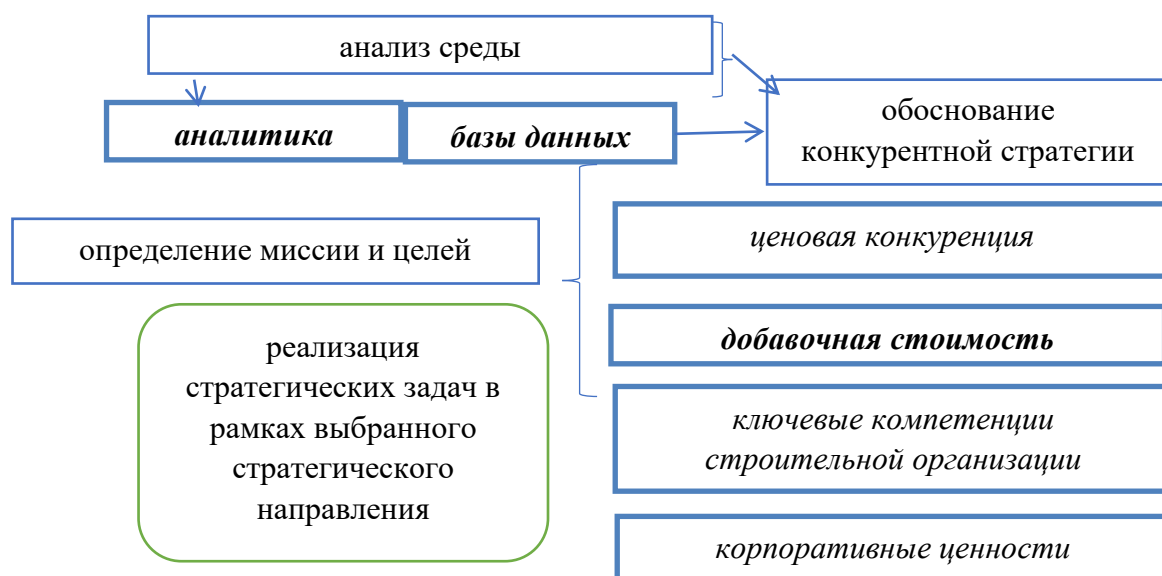 анализ среды
аналитика
базы данных
обоснование
конкурентной стратегии
определение миссии и целей
ценовая конкуренция
добавочная стоимость
реализация
стратегических задач в
рамках выбранного
стратегического
направления
ключевые компетенции
строительной организации
корпоративные ценности